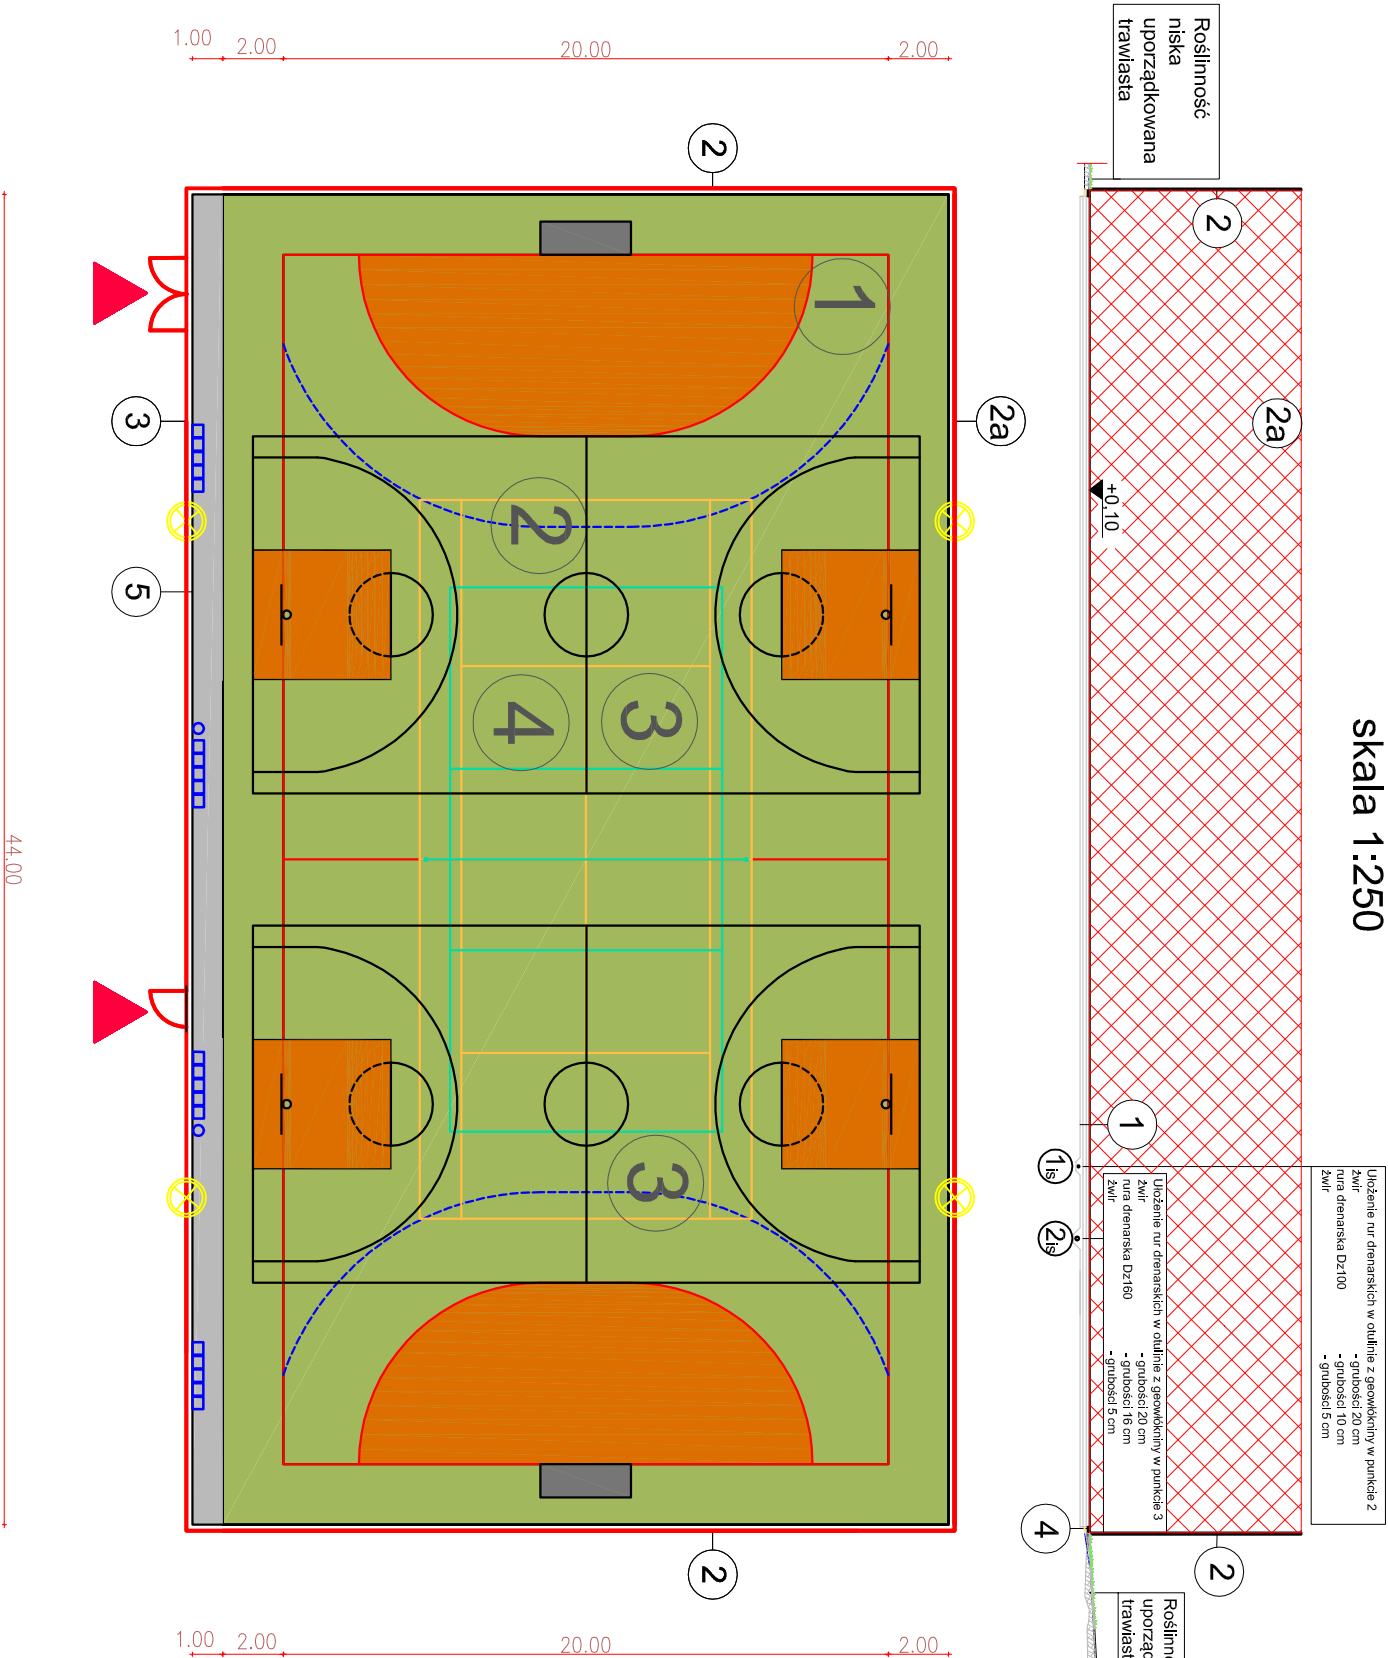 skala 1:250
Roślinność
niska
uporządkowana
trawiasta
2
2a
+0,10
1
1is
2is
Ułożenie rur drenarskich w otulinie z geowłókniny w punkcie 2
żwir - grubości 20 cm
rura drenarska Dz100 - grubości 10 cm
żwir - grubości 5 cm
Ułożenie rur drenarskich w otulinie z geowłókniny w punkcie 3
żwir - grubości 20 cm
rura drenarska Dz160 - grubości 16 cm
żwir - grubości 5 cm
4
2
2
2a
1
2
3
4
3
3
5
2
1.00
2.00
20.00
2.00
44.00
1.00
2.00
20.00
2.00